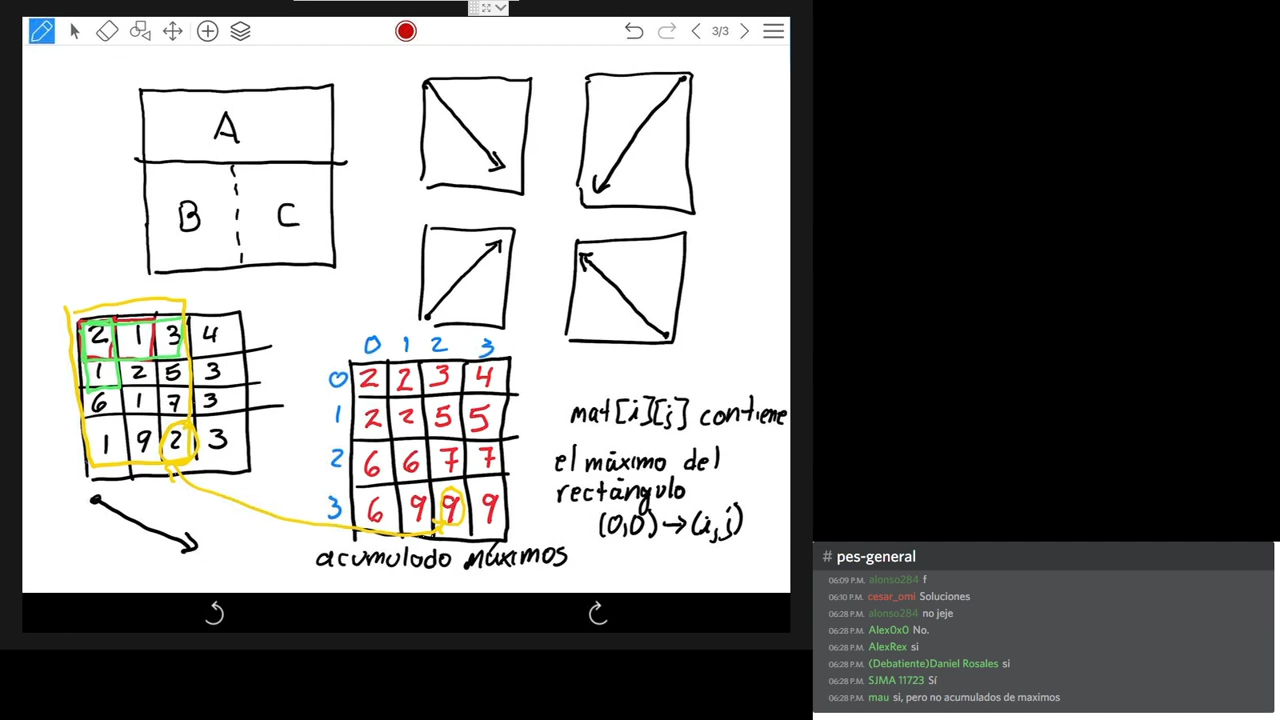 3/3
A
B C
2 1 3 4
1 2 5 3
6 1 7 3
1 9 2 3
0 1 2 3
0 2 2 3 4
1 2 2 5 5
2 6 6 7 7
3 6 9 9 9
acumulado máximos
mat[i][j] contiene
el máximo del
rectángulo
(0,0)→(i,j)
# pes-general
06:09 P.M. alonso284 f
06:10 P.M. cesar_omi Soluciones
06:28 P.M. alonso284 no jeje
06:28 P.M. Alex0x0 No.
06:28 P.M. AlexRex si
06:28 P.M. (Debatiente)Daniel Rosales si
06:28 P.M. SJMA 11723 Sí
06:28 P.M. mau si, pero no acumulados de maximos